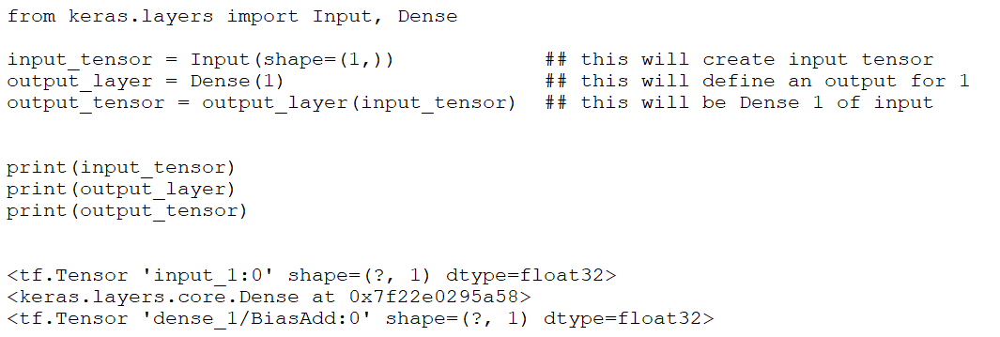 from keras.layers import Input, Dense
input_tensor = Input(shape=(1,)) ## this will create input tensor
output_layer = Dense(1) ## this will define an output for 1
output_tensor = output_layer(input_tensor) ## this will be Dense 1 of input
print(input_tensor)
print(output_layer)
print(output_tensor)
<tf.Tensor 'input_1:0' shape=(?, 1) dtype=float32>
<keras.layers.core.Dense at 0x7f22e0295a58>
<tf.Tensor 'dense_1/BiasAdd:0' shape=(?, 1) dtype=float32>